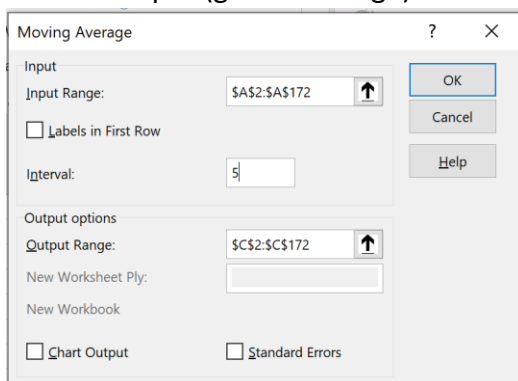 Moving Average ? ×
Input
Input Range: $A$2:$A$172
Labels in First Row
Interval: 5
Output options
Output Range: $C$2:$C$172
New Worksheet Ply:
New Workbook
Chart Output Standard Errors
OK
Cancel
Help